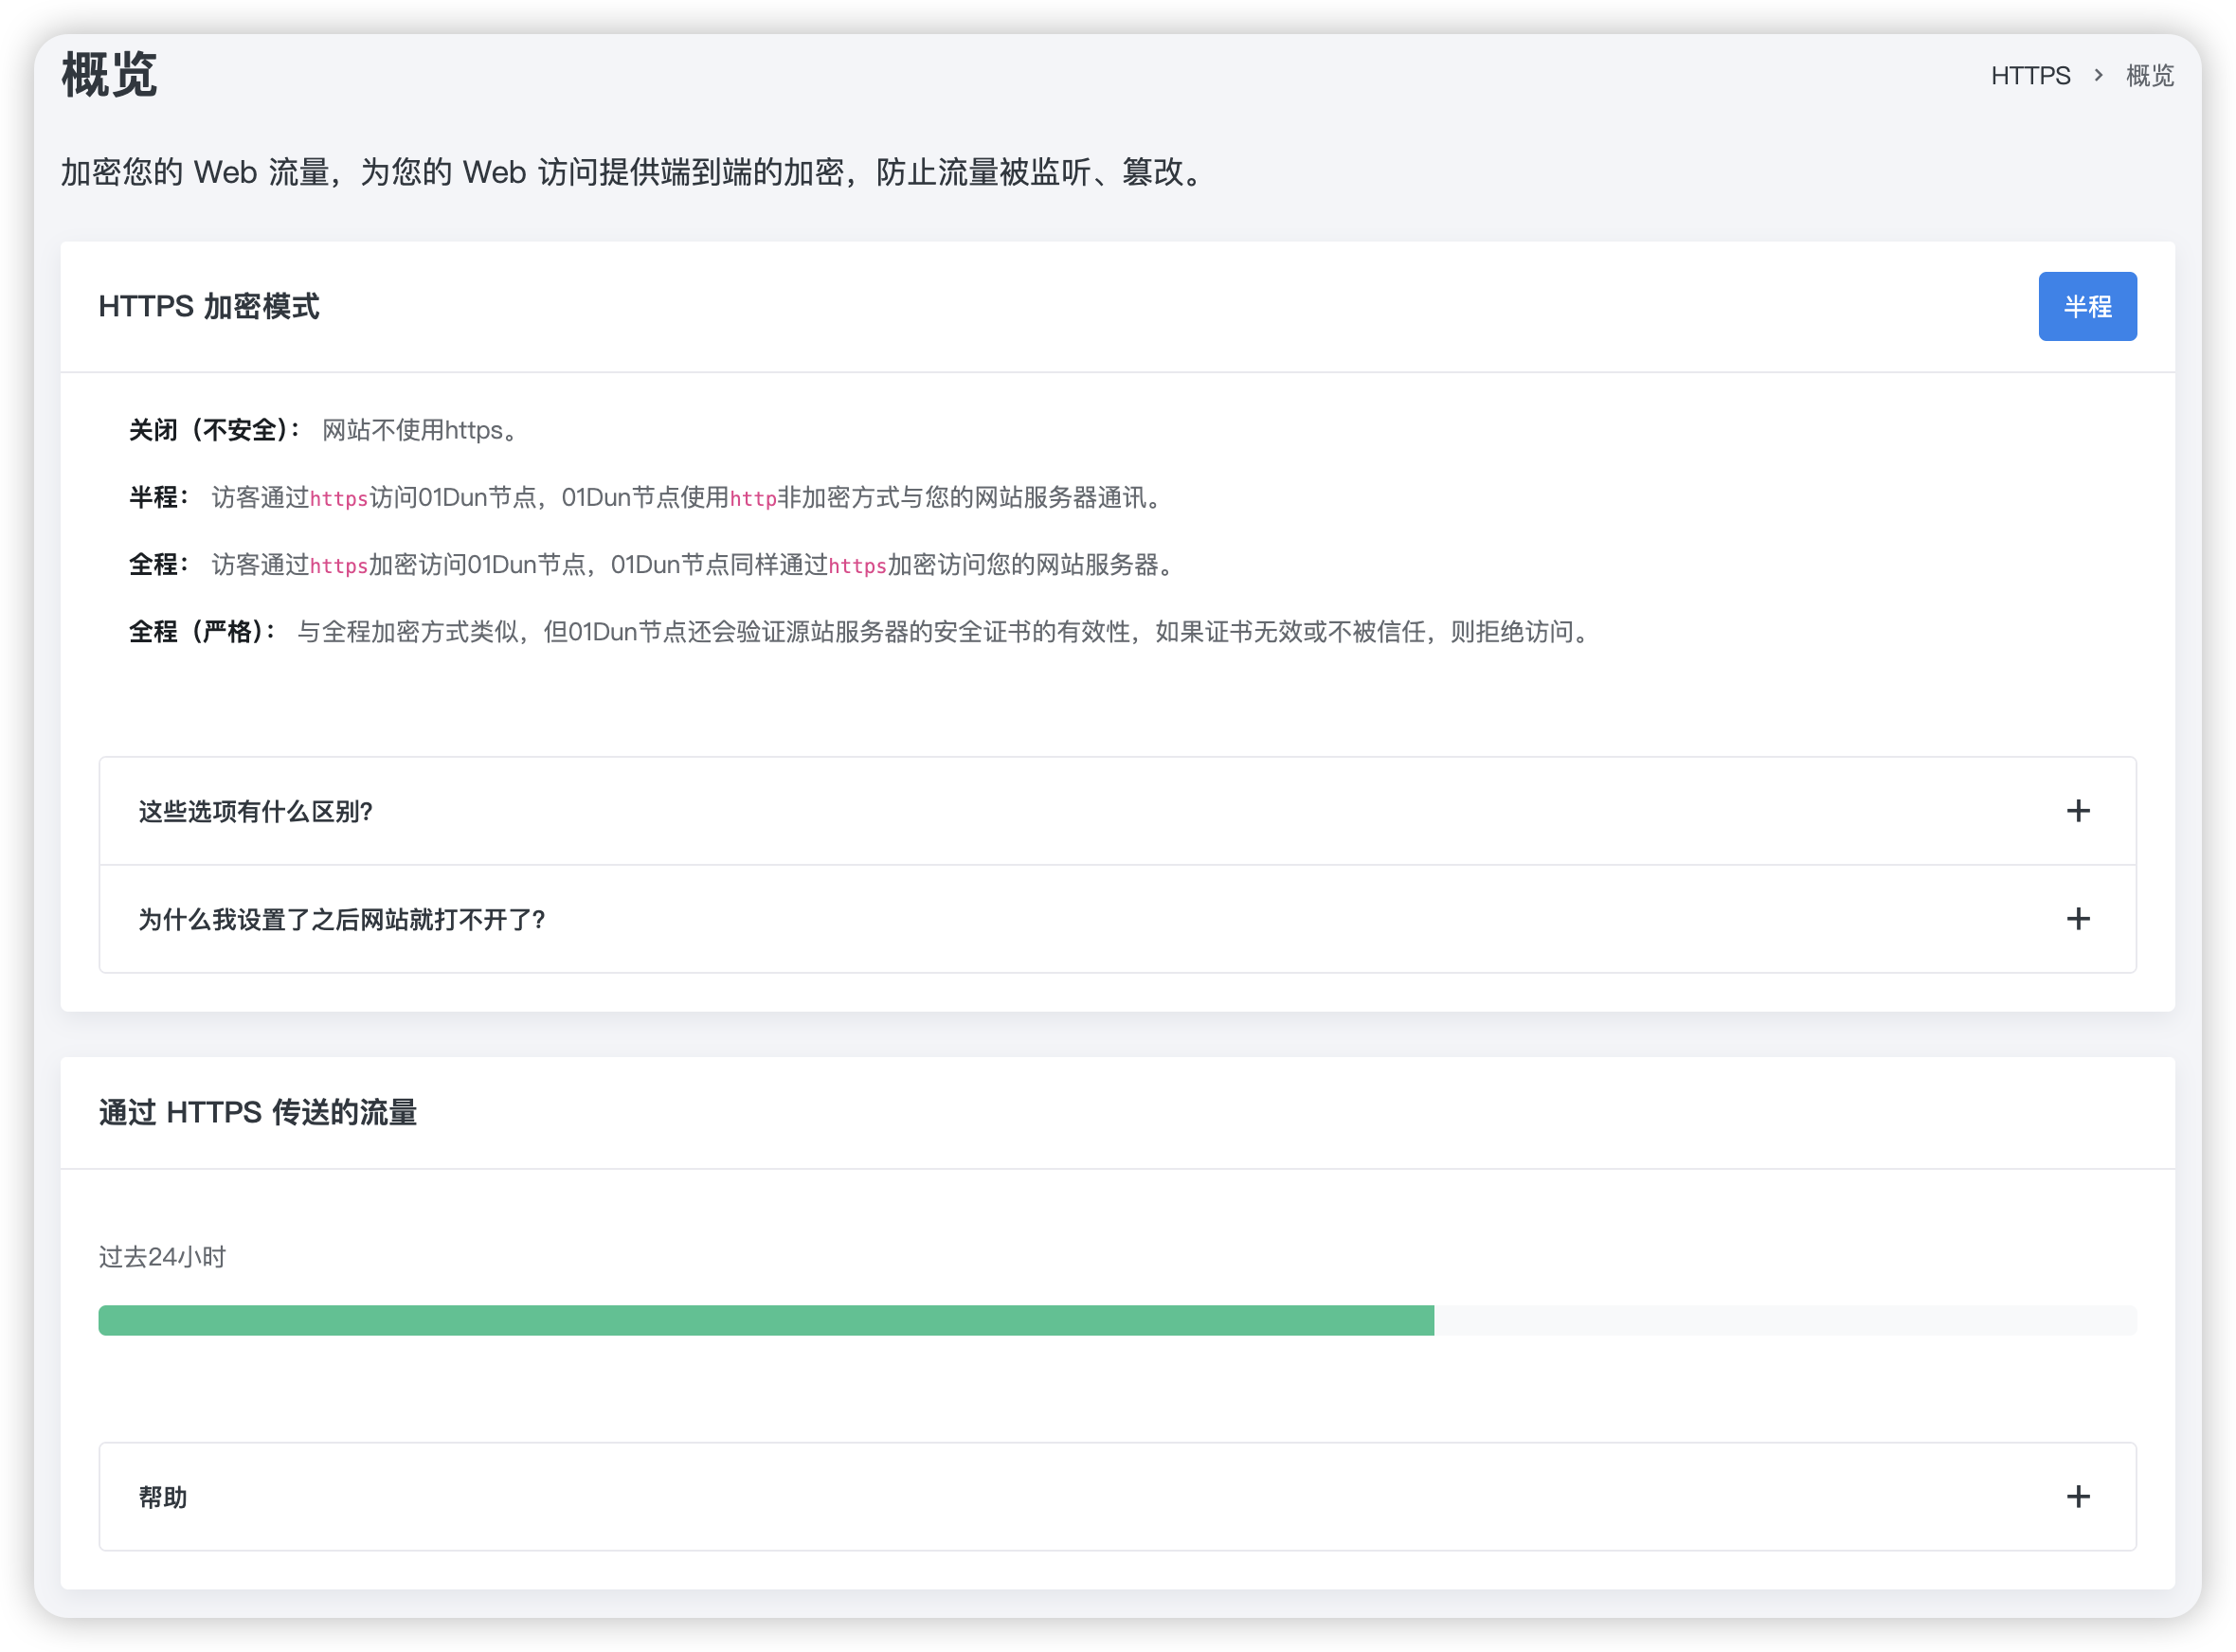 概览
HTTPS > 概览
加密您的 Web 流量，为您的 Web 访问提供端到端的加密，防止流量被监听、篡改。
HTTPS 加密模式
半程
关闭（不安全）： 网站不使用https。
半程： 访客通过https访问01Dun节点，01Dun节点使用http非加密方式与您的网站服务器通讯。
全程： 访客通过https加密访问01Dun节点，01Dun节点同样通过https加密访问您的网站服务器。
全程（严格）： 与全程加密方式类似，但01Dun节点还会验证源站服务器的安全证书的有效性，如果证书无效或不被信任，则拒绝访问。
这些选项有什么区别?
为什么我设置了之后网站就打不开了?
通过 HTTPS 传送的流量
过去24小时
帮助